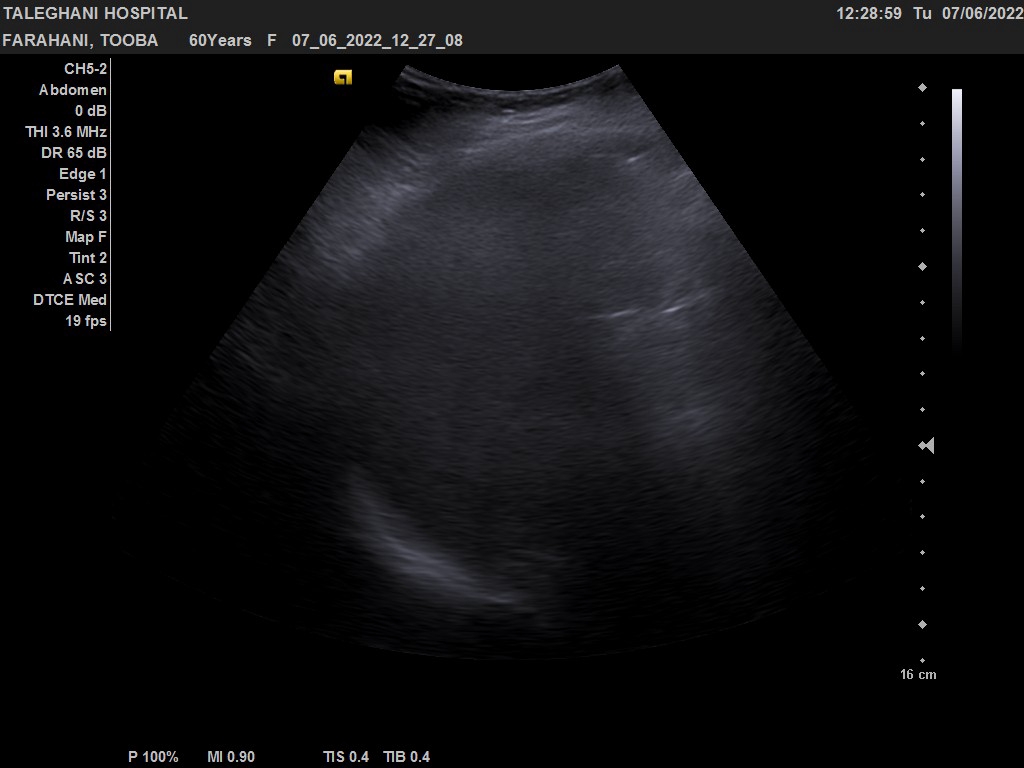 TALEGHANI HOSPITAL 12:28:59 Tu 07/06/2022
FARAHANI, TOOBA 60Years F 07_06_2022_12_27_08
CH5-2
Abdomen
0 dB
THI 3.6 MHz
DR 65 dB
Edge 1
Persist 3
R/S 3
Map F
Tint 2
ASC 3
DTCE Med
19 fps
16 cm
P 100% MI 0.90 TIS 0.4 TIB 0.4